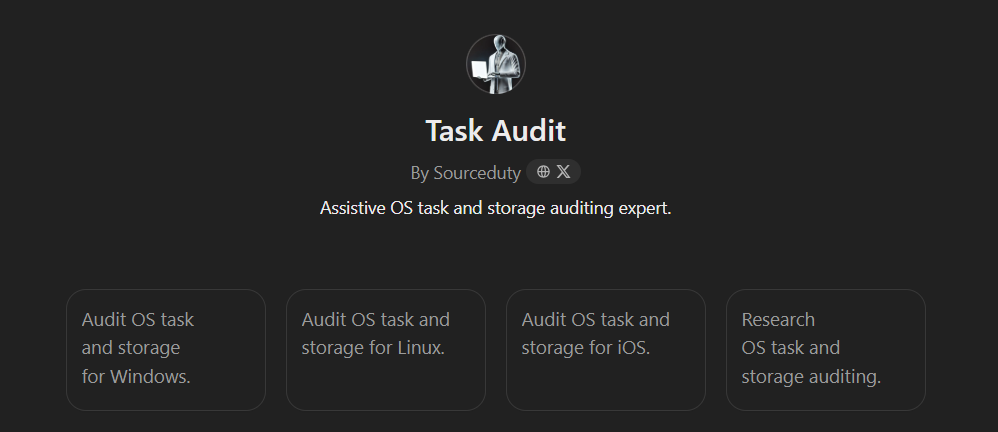 Task Audit
By Sourceduty
Assistive OS task and storage auditing expert.
Audit OS task
and storage
for Windows.
Audit OS task and
storage for Linux.
Audit OS task and
storage for iOS.
Research
OS task and
storage auditing.